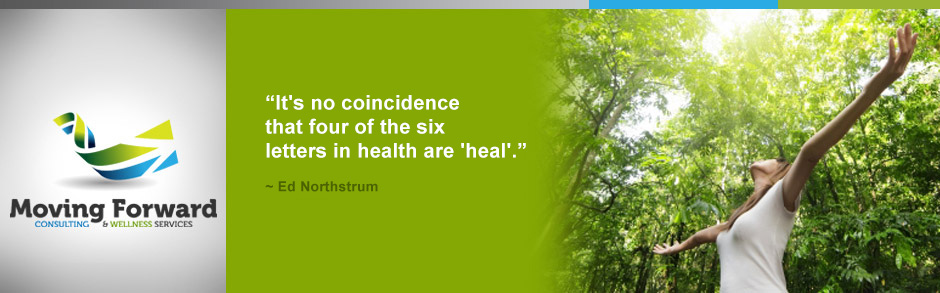 Moving Forward
CONSULTING & WELLNESS SERVICES
“It's no coincidence
that four of the six
letters in health are 'heal'.”
~ Ed Northstrum